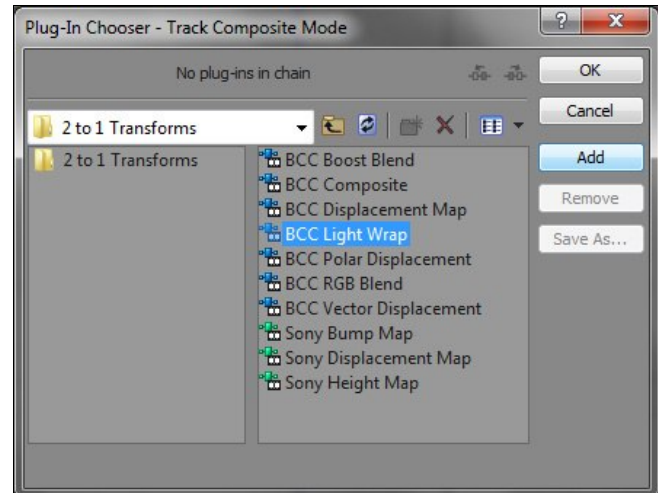 Plug-In Chooser - Track Composite Mode
?
X
No plug-ins in chain
OK
2 to 1 Transforms
Cancel
2 to 1 Transforms
BCC Boost Blend
BCC Composite
BCC Displacement Map
BCC Light Wrap
BCC Polar Displacement
BCC RGB Blend
BCC Vector Displacement
Sony Bump Map
Sony Displacement Map
Sony Height Map
Add
Remove
Save As...